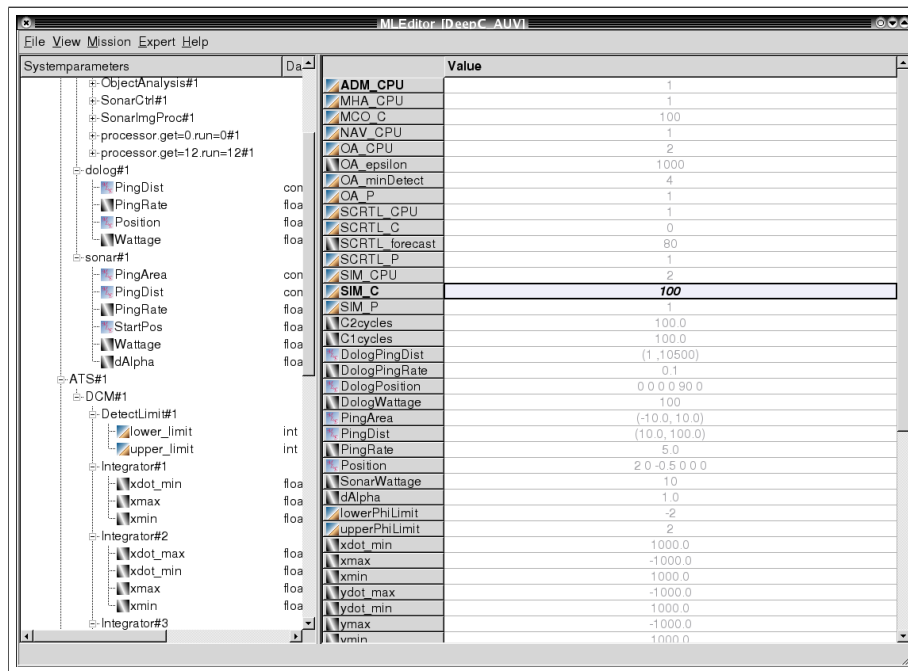 MLEditor [DeepC_AUV]
File View Mission Expert Help
Systemparameters Da
ObjectAnalysis#1
SonarCtrl#1
SonarImgProc#1
processor.get=0.run=0#1
processor.get=12.run=12#1
dolog#1
PingDist con
PingRate floa
Position floa
Wattage floa
sonar#1
PingArea con
PingDist con
PingRate floa
StartPos floa
Wattage floa
dAlpha floa
ATS#1
DCM#1
DetectLimit#1
lower_limit int
upper_limit int
Integrator#1
xdot_min floa
xmax floa
xmin floa
Integrator#2
xdot_max floa
xdot_min floa
xmax floa
xmin floa
Integrator#3
Value
ADM_CPU 1
MHA_CPU 1
MCO_C 100
NAV_CPU 1
OA_CPU 2
OA_epsilon 1000
OA_minDetect 4
OA_P 1
SCRTL_CPU 1
SCRTL_C 0
SCRTL_forecast 80
SCRTL_P 1
SIM_CPU 2
SIM_C 100
SIM_P 1
C2cycles 100.0
C1cycles 100.0
DologPingDist (1 ,10500)
DologPingRate 0.1
DologPosition 0 0 0 0 90 0
DologWattage 100
PingArea (-10.0, 10.0)
PingDist (10.0, 100.0)
PingRate 5.0
Position 2 0 -0.5 0 0 0
SonarWattage 10
dAlpha 1.0
lowerPhiLimit -2
upperPhiLimit 2
xdot_min 1000.0
xmax -1000.0
xmin 1000.0
ydot_max -1000.0
ydot_min 1000.0
ymax -1000.0
ymin 1000.0